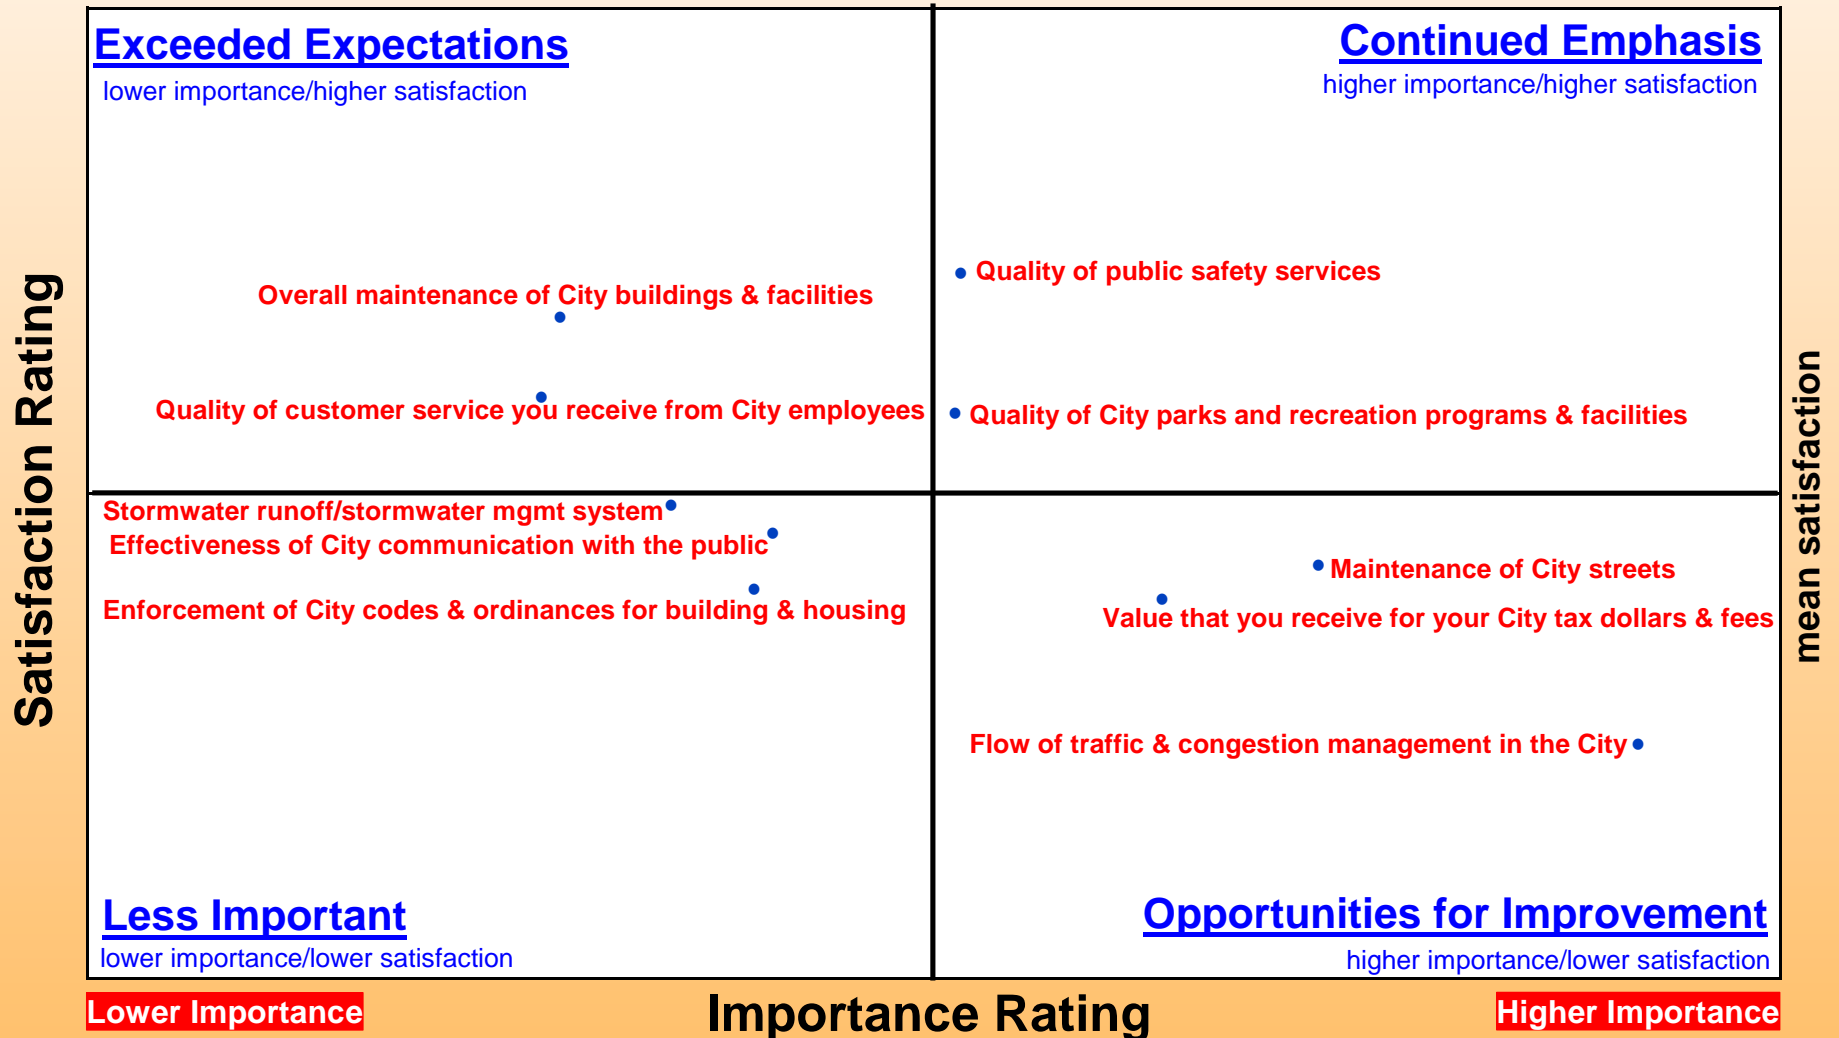 Exceeded Expectations
lower importance/higher satisfaction
Continued Emphasis
higher importance/higher satisfaction
Overall maintenance of City buildings & facilities
Quality of customer service you receive from City employees
Quality of public safety services
Quality of City parks and recreation programs & facilities
Satisfaction Rating
mean satisfaction
Stormwater runoff/stormwater mgmt system
Effectiveness of City communication with the public
Enforcement of City codes & ordinances for building & housing
Maintenance of City streets
Value that you receive for your City tax dollars & fees
Flow of traffic & congestion management in the City
Less Important
lower importance/lower satisfaction
Opportunities for Improvement
higher importance/lower satisfaction
Lower Importance
Importance Rating
Higher Importance